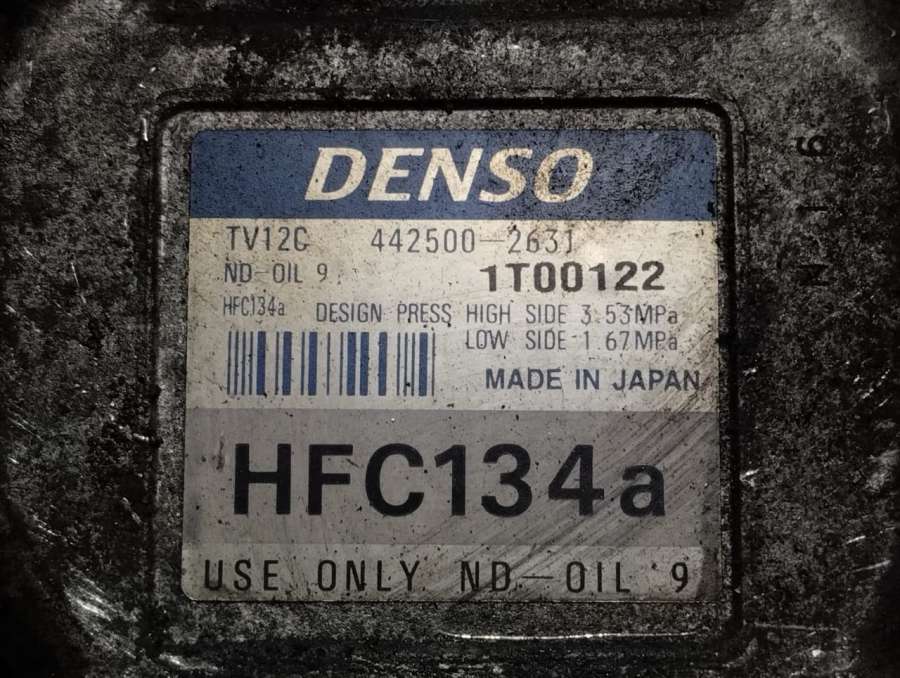 DENSO
TV12C 442500-2631
ND-OIL 9 1T00122
HFC134a DESIGN PRESS HIGH SIDE 3.53MPa
LOW SIDE 1.67MPa
MADE IN JAPAN
HFC134a
USE ONLY ND-OIL 9